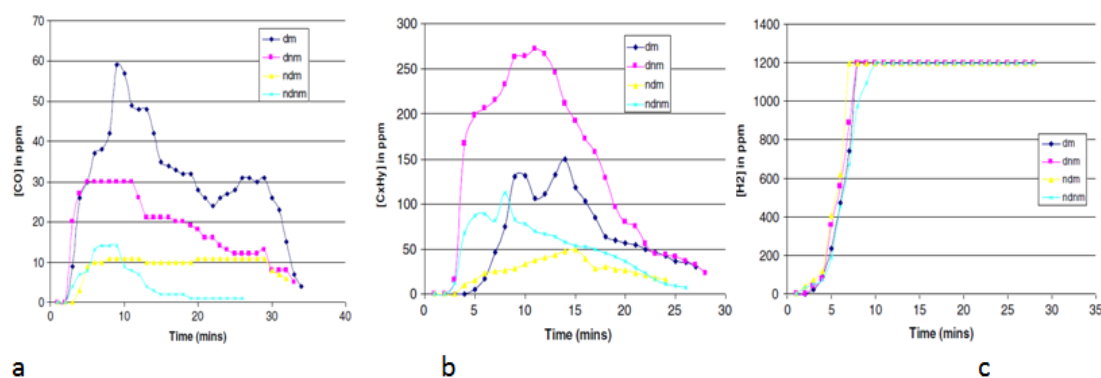 70
60
50
40
30
20
10
0
0 10 20 30 40
[CO] in ppm
Time (mins)
dm
dnm
ndm
ndnm
a
300
250
200
150
100
50
0
0 5 10 15 20 25 30
[CxHy] in ppm
Time (mins)
dm
dnm
ndm
ndnm
b
1400
1200
1000
800
600
400
200
0
0 5 10 15 20 25 30 35
[H2] in ppm
Time (mins)
dm
dnm
ndm
ndnm
c